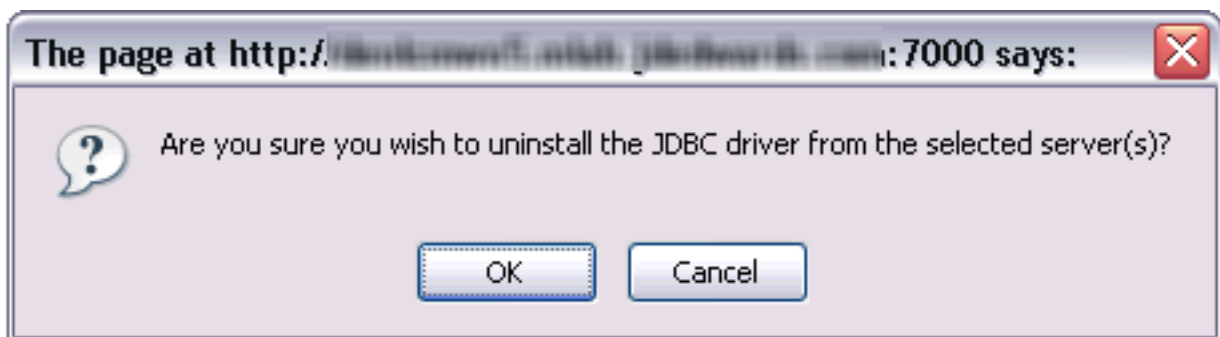 The page at http:/ :7000 says:
Are you sure you wish to uninstall the JDBC driver from the selected server(s)?
OK
Cancel